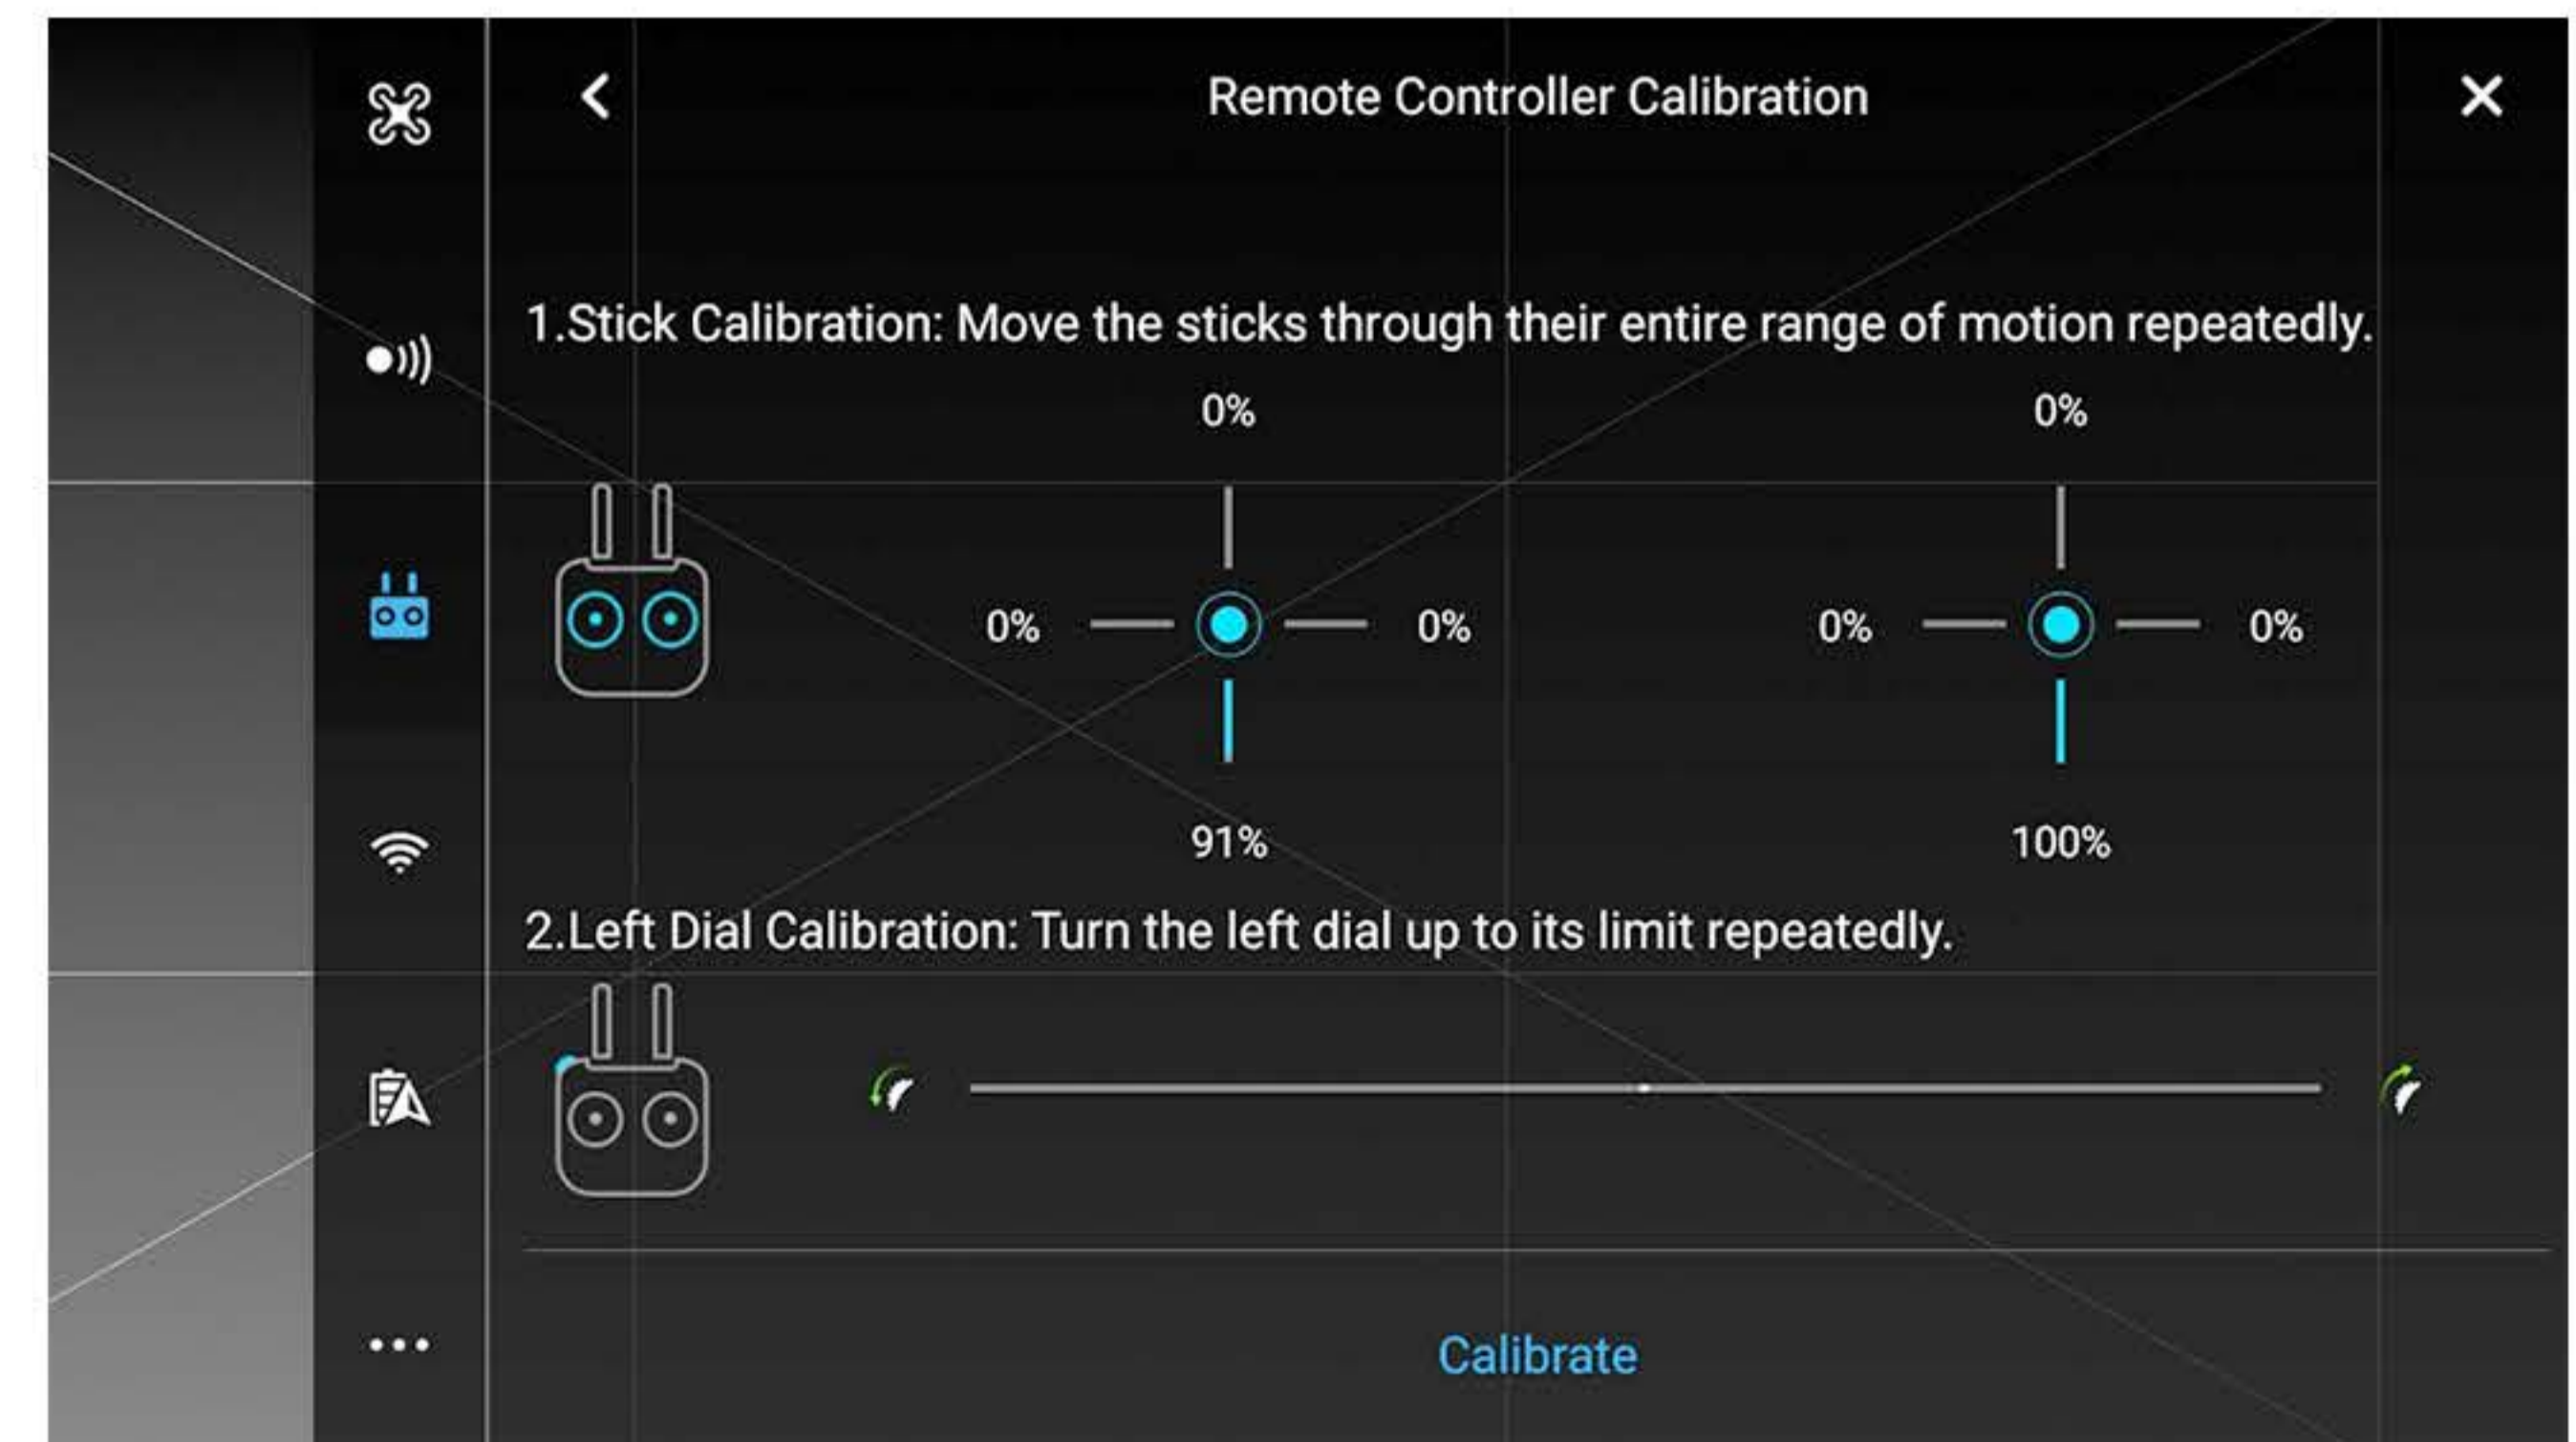 Remote Controller Calibration
1.Stick Calibration: Move the sticks through their entire range of motion repeatedly.
0% 0%
0% 0% 0% 0%
91% 100%
2.Left Dial Calibration: Turn the left dial up to its limit repeatedly.
Calibrate